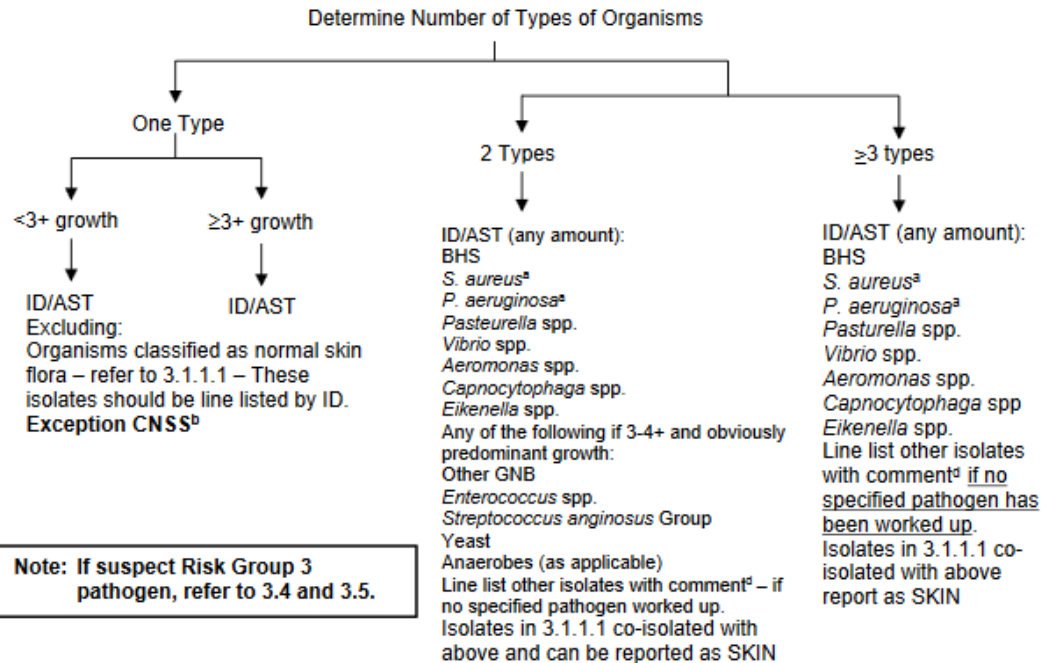 Determine Number of Types of Organisms
One Type
<3+ growth
≥3+ growth
ID/AST
Excluding:
Organisms classified as normal skin
flora – refer to 3.1.1.1 – These
isolates should be line listed by ID.
Exception CNSSᵇ
ID/AST
2 Types
ID/AST (any amount):
BHS
S. aureusᵃ
P. aeruginosaᵃ
Pasteurella spp.
Vibrio spp.
Aeromonas spp.
Capnocytophaga spp.
Eikenella spp.
Any of the following if 3-4+ and obviously
predominant growth:
Other GNB
Enterococcus spp.
Streptococcus anginosus Group
Yeast
Anaerobes (as applicable)
Line list other isolates with commentᵈ – if
no specified pathogen worked up.
Isolates in 3.1.1.1 co-isolated with
above and can be reported as SKIN
≥3 types
ID/AST (any amount):
BHS
S. aureusᵃ
P. aeruginosaᵃ
Pasturella spp.
Vibrio spp.
Aeromonas spp.
Capnocytophaga spp
Eikenella spp.
Line list other isolates
with commentᵈ if no
specified pathogen has
been worked up.
Isolates in 3.1.1.1 co-
isolated with above
report as SKIN
Note: If suspect Risk Group 3
pathogen, refer to 3.4 and 3.5.